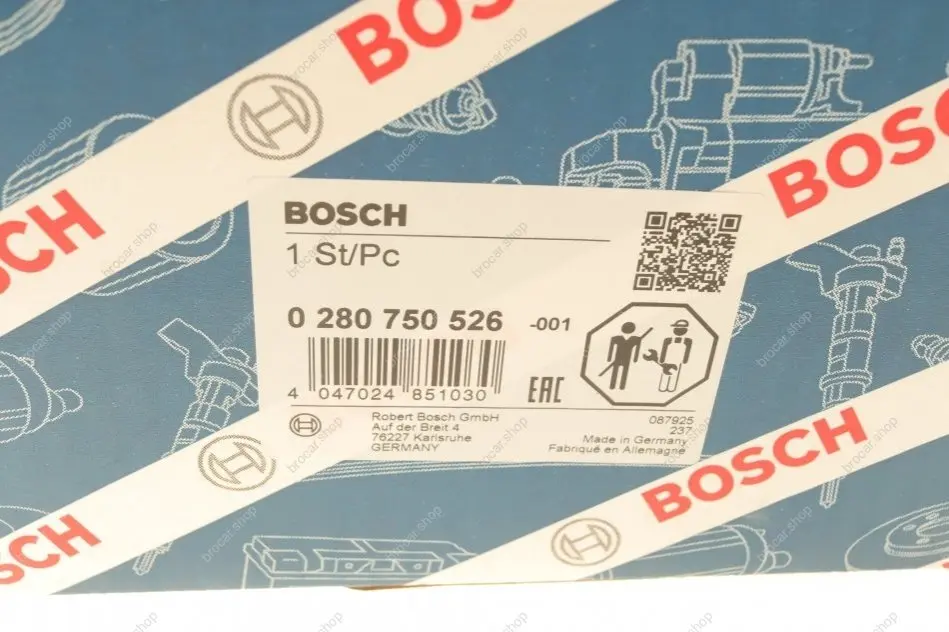 BOSCH
BOSCH
BOSCH
BOSCH
1 St/Pc
0 280 750 526 -001
4 047024 851030
EAC
Robert Bosch GmbH
Auf der Breit 4
76227 Karlsruhe
GERMANY
087925
237
Made in Germany
Fabriqué en Allemagne
BOSCH
BOSCH
brocar.shop